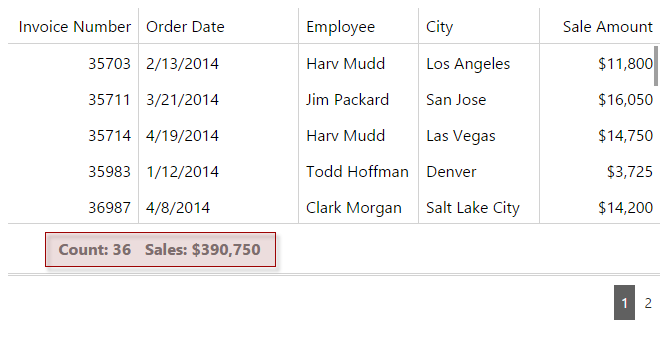 Invoice Number Order Date Employee City Sale Amount
35703 2/13/2014 Harv Mudd Los Angeles $11,800
35711 3/21/2014 Jim Packard San Jose $16,050
35714 4/19/2014 Harv Mudd Las Vegas $14,750
35983 1/12/2014 Todd Hoffman Denver $3,725
36987 4/8/2014 Clark Morgan Salt Lake City $14,200
Count: 36 Sales: $390,750
1 2